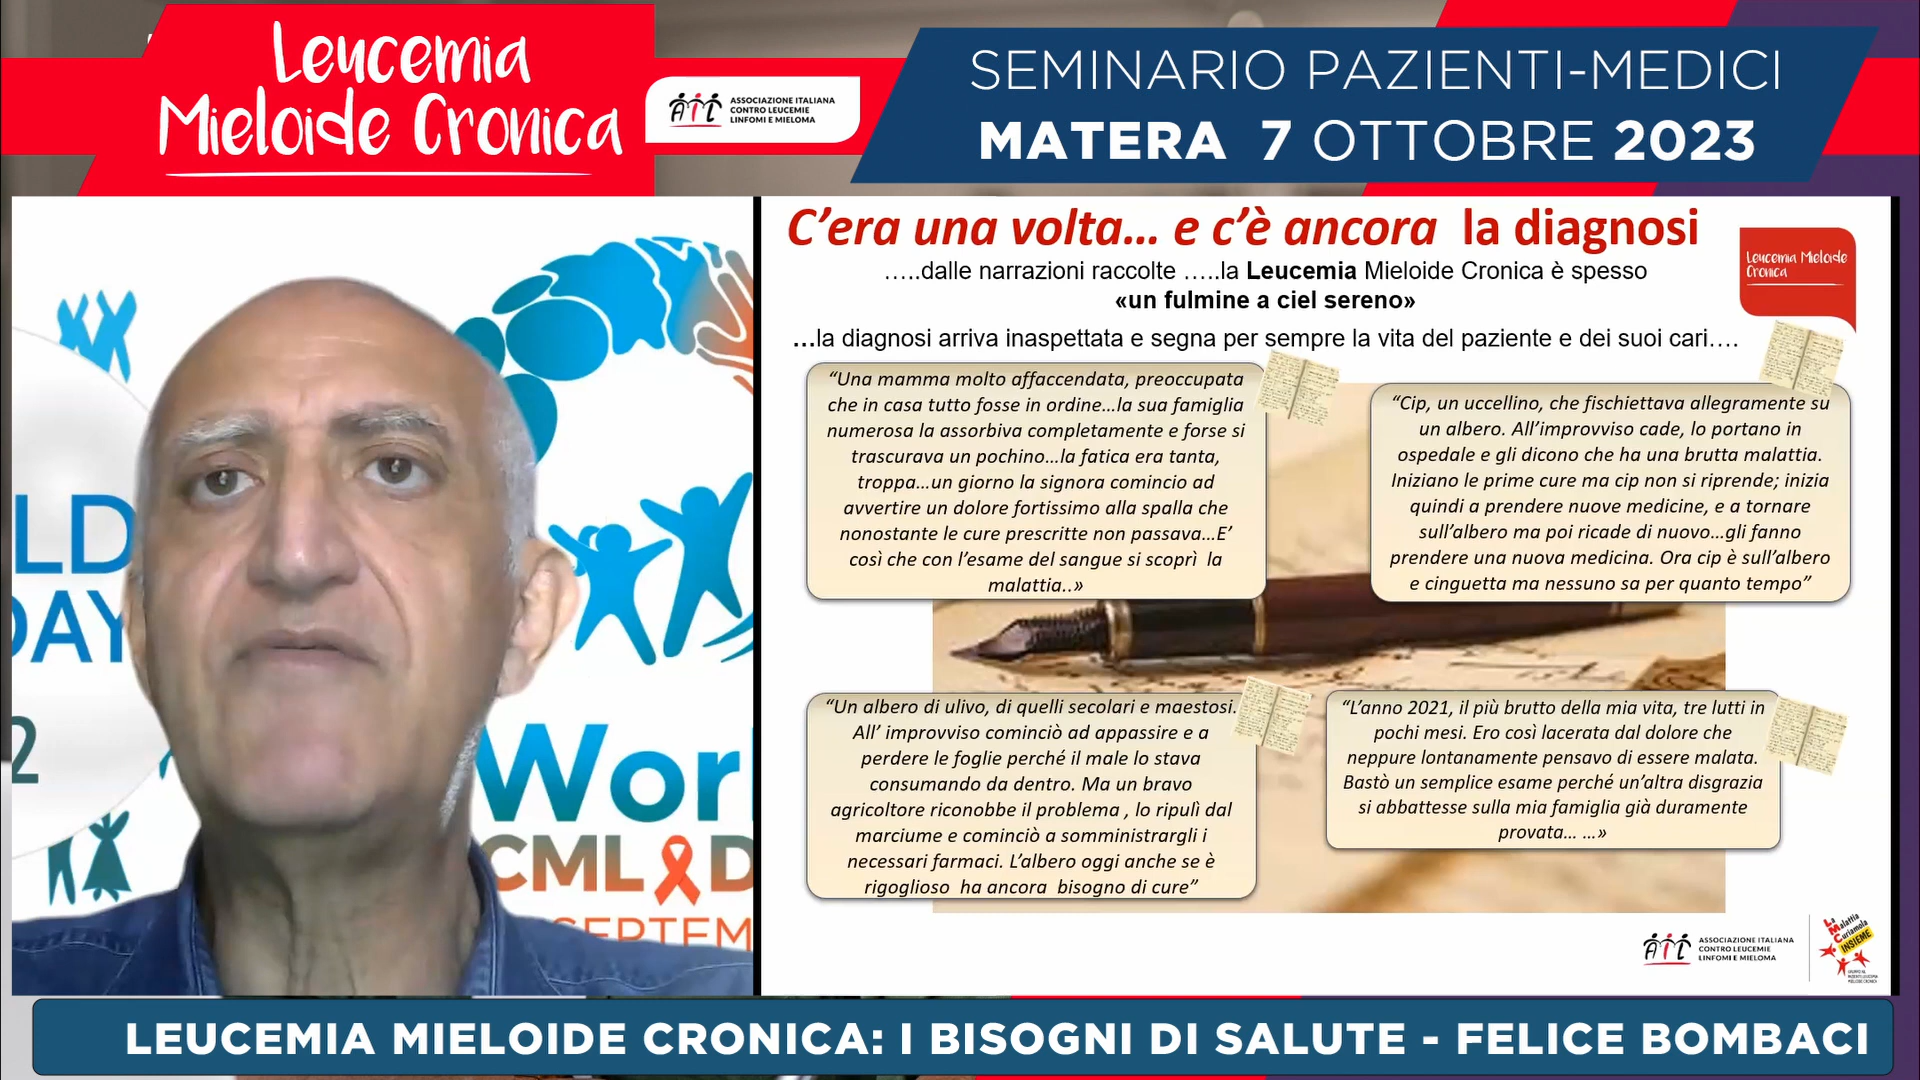 Leucemia
Mieloide Cronica
AIL
ASSOCIAZIONE ITALIANA
CONTRO LEUCEMIE
LINFOMI E MIELOMA
SEMINARIO PAZIENTI-MEDICI
MATERA 7 OTTOBRE 2023
LD
DAY
2
Worl
CML D
SEPTEM
C'era una volta... e c'è ancora la diagnosi
…..dalle narrazioni raccolte …..la Leucemia Mieloide Cronica è spesso
«un fulmine a ciel sereno»
...la diagnosi arriva inaspettata e segna per sempre la vita del paziente e dei suoi cari….
Leucemia Mieloide
Cronica
“Una mamma molto affaccendata, preoccupata
che in casa tutto fosse in ordine…la sua famiglia
numerosa la assorbiva completamente e forse si
trascurava un pochino…la fatica era tanta,
troppa…un giorno la signora comincio ad
avvertire un dolore fortissimo alla spalla che
nonostante le cure prescritte non passava…E'
così che con l'esame del sangue si scoprì la
malattia..»
“Cip, un uccellino, che fischiettava allegramente su
un albero. All'improvviso cade, lo portano in
ospedale e gli dicono che ha una brutta malattia.
Iniziano le prime cure ma cip non si riprende; inizia
quindi a prendere nuove medicine, e a tornare
sull'albero ma poi ricade di nuovo…gli fanno
prendere una nuova medicina. Ora cip è sull'albero
e cinguetta ma nessuno sa per quanto tempo”
“Un albero di ulivo, di quelli secolari e maestosi.
All' improvviso cominciò ad appassire e a
perdere le foglie perché il male lo stava
consumando da dentro. Ma un bravo
agricoltore riconobbe il problema , lo ripulì dal
marciume e cominciò a somministrargli i
necessari farmaci. L'albero oggi anche se è
rigoglioso ha ancora bisogno di cure”
“L'anno 2021, il più brutto della mia vita, tre lutti in
pochi mesi. Ero così lacerata dal dolore che
neppure lontanamente pensavo di essere malata.
Bastò un semplice esame perché un'altra disgrazia
si abbattesse sulla mia famiglia già duramente
provata… …»
AIL
ASSOCIAZIONE ITALIANA
CONTRO LEUCEMIE
LINFOMI E MIELOMA
La
Malattia
Curiamola
INSIEME
LEUCEMIA MIELOIDE CRONICA: I BISOGNI DI SALUTE - FELICE BOMBACI